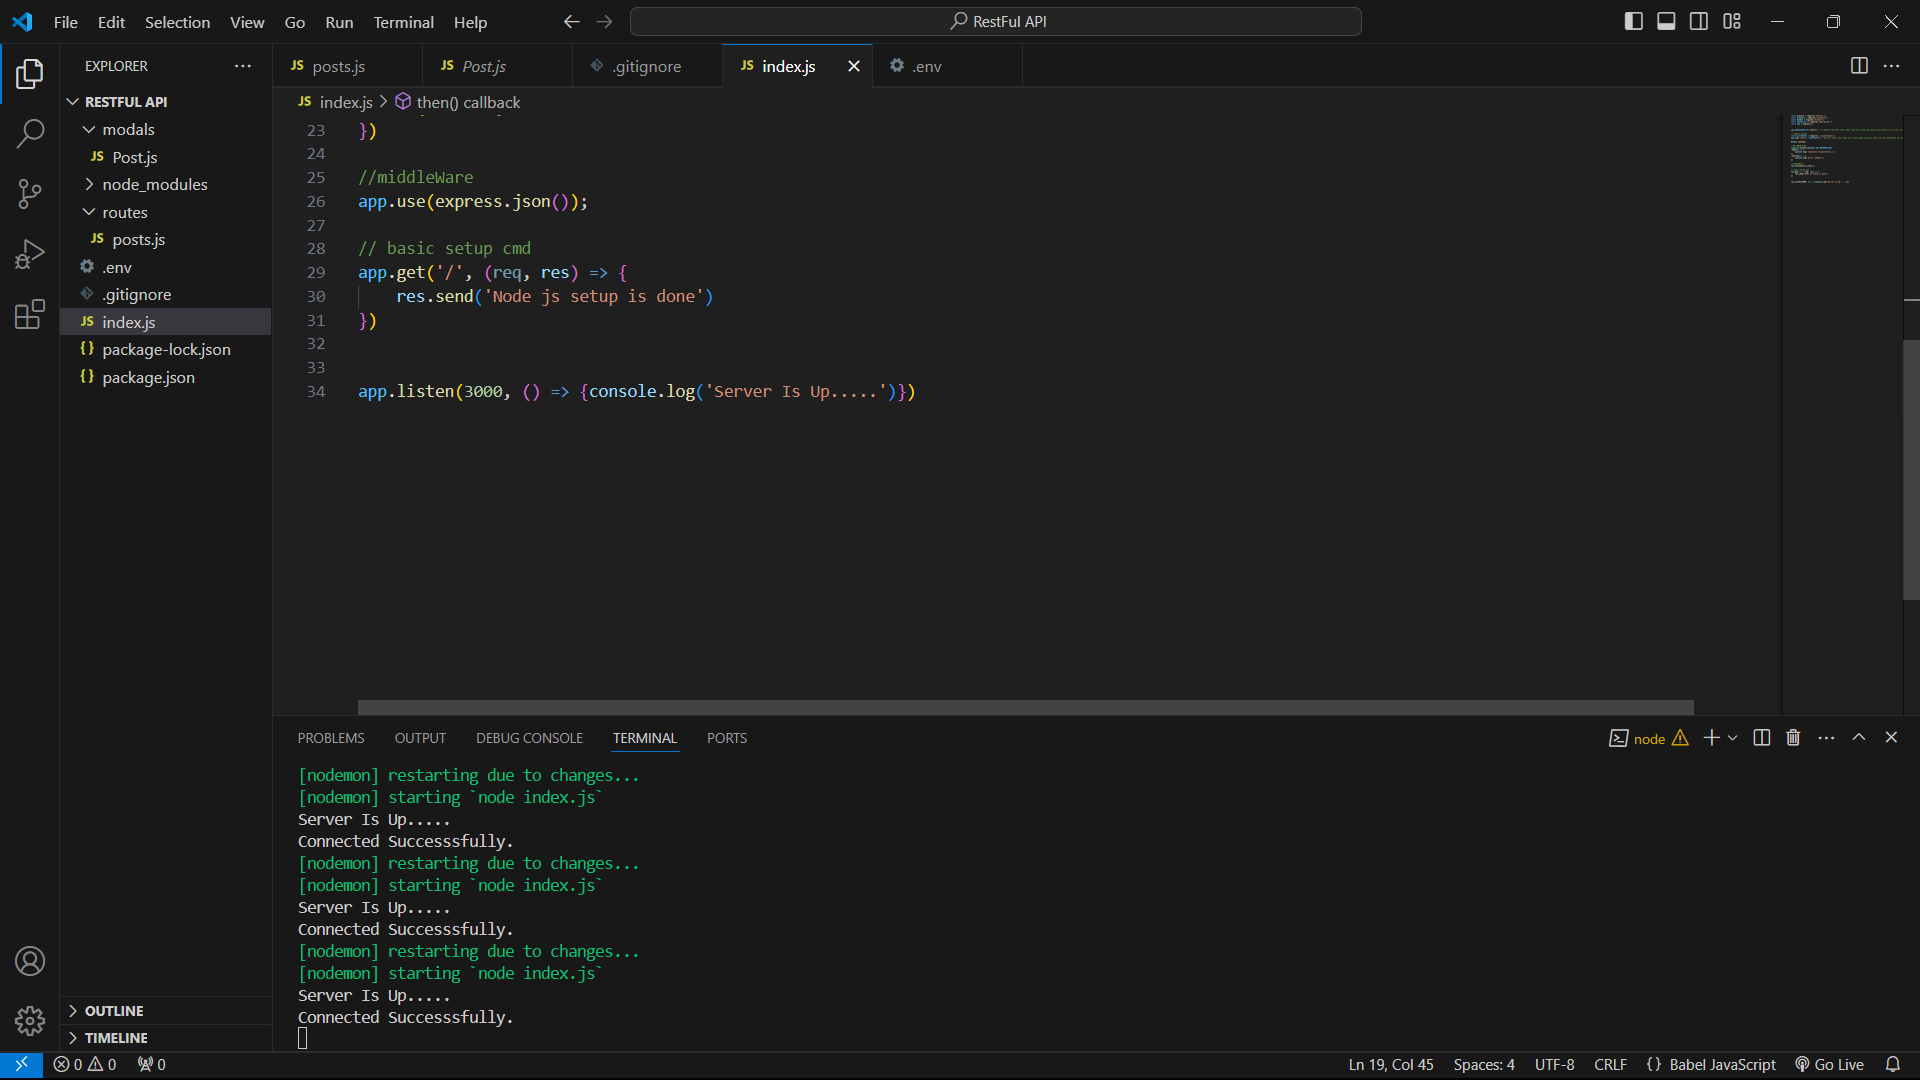 File Edit Selection View Go Run Terminal Help
RestFul API
EXPLORER
RESTFUL API
modals
JS Post.js
node_modules
routes
JS posts.js
.env
.gitignore
JS index.js
{} package-lock.json
{} package.json
OUTLINE
TIMELINE
JS posts.js
JS Post.js
.gitignore
JS index.js
.env
JS index.js > then() callback
23 })
24
25 //middleWare
26 app.use(express.json());
27
28 // basic setup cmd
29 app.get('/', (req, res) => {
30 res.send('Node js setup is done')
31 })
32
33
34 app.listen(3000, () => {console.log('Server Is Up.....')})
PROBLEMS OUTPUT DEBUG CONSOLE TERMINAL PORTS
node
[nodemon] restarting due to changes...
[nodemon] starting `node index.js`
Server Is Up.....
Connected Successsfully.
[nodemon] restarting due to changes...
[nodemon] starting `node index.js`
Server Is Up.....
Connected Successsfully.
[nodemon] restarting due to changes...
[nodemon] starting `node index.js`
Server Is Up.....
Connected Successsfully.
0 0 0
Ln 19, Col 45 Spaces: 4 UTF-8 CRLF {} Babel JavaScript Go Live